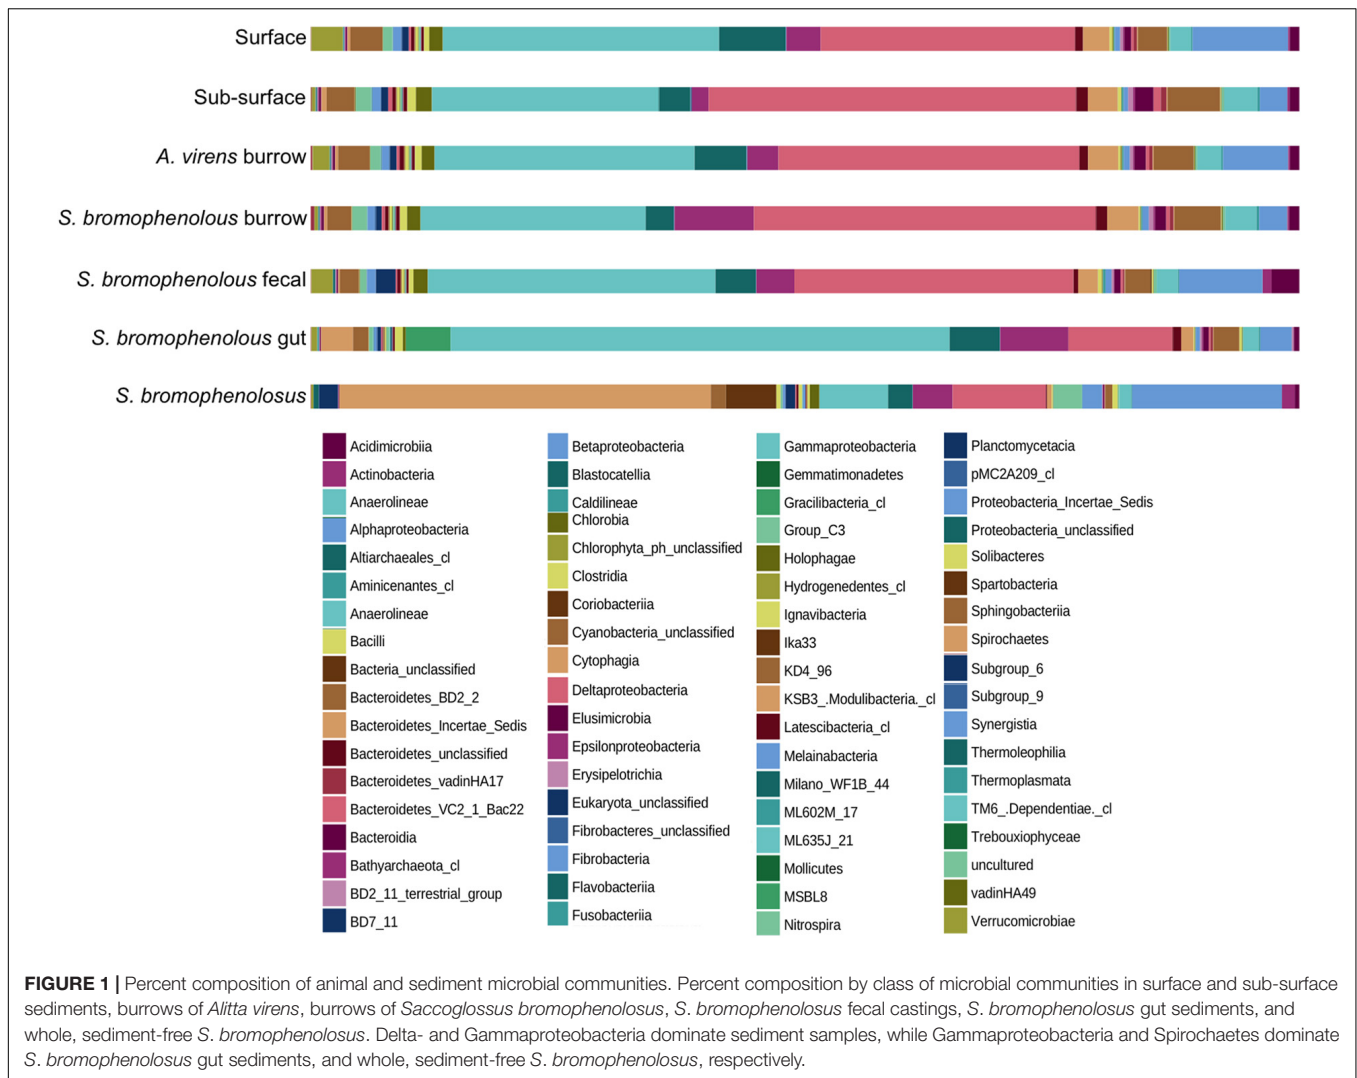 Surface
Sub-surface
A. virens burrow
S. bromophenolous burrow
S. bromophenolous fecal
S. bromophenolous gut
S. bromophenolosus
Acidimicrobiia
Actinobacteria
Anaerolineae
Alphaproteobacteria
Altiarchaeales_cl
Aminicenantes_cl
Anaerolineae
Bacilli
Bacteria_unclassified
Bacteroidetes_BD2_2
Bacteroidetes_Incertae_Sedis
Bacteroidetes_unclassified
Bacteroidetes_vadinHA17
Bacteroidetes_VC2_1_Bac22
Bacteroidia
Bathyarchaeota_cl
BD2_11_terrestrial_group
BD7_11
Betaproteobacteria
Blastocatellia
Caldilineae
Chlorobia
Chlorophyta_ph_unclassified
Clostridia
Coriobacteriia
Cyanobacteria_unclassified
Cytophagia
Deltaproteobacteria
Elusimicrobia
Epsilonproteobacteria
Erysipelotrichia
Eukaryota_unclassified
Fibrobacteres_unclassified
Fibrobacteria
Flavobacteriia
Fusobacteriia
Gammaproteobacteria
Gemmatimonadetes
Gracilibacteria_cl
Group_C3
Holophagae
Hydrogenedentes_cl
Ignavibacteria
Ika33
KD4_96
KSB3_.Modulibacteria._cl
Latescibacteria_cl
Melainabacteria
Milano_WF1B_44
ML602M_17
ML635J_21
Mollicutes
MSBL8
Nitrospira
Planctomycetacia
pMC2A209_cl
Proteobacteria_Incertae_Sedis
Proteobacteria_unclassified
Solibacteres
Spartobacteria
Sphingobacteriia
Spirochaetes
Subgroup_6
Subgroup_9
Synergistia
Thermoleophilia
Thermoplasmata
TM6_.Dependentiae._cl
Trebouxiophyceae
uncultured
vadinHA49
Verrucomicrobiae
FIGURE 1 | Percent composition of animal and sediment microbial communities. Percent composition by class of microbial communities in surface and sub-surface
sediments, burrows of Alitta virens, burrows of Saccoglossus bromophenolosus, S. bromophenolosus fecal castings, S. bromophenolosus gut sediments, and
whole, sediment-free S. bromophenolosus. Delta- and Gammaproteobacteria dominate sediment samples, while Gammaproteobacteria and Spirochaetes dominate
S. bromophenolosus gut sediments, and whole, sediment-free S. bromophenolosus, respectively.